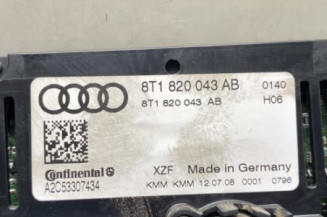 8T1 820 043 AB 0140
8T1 820 043 AB H06
Continental XZF Made in Germany
A2C53307434 KMM KMM 12.07.08 0001 0796